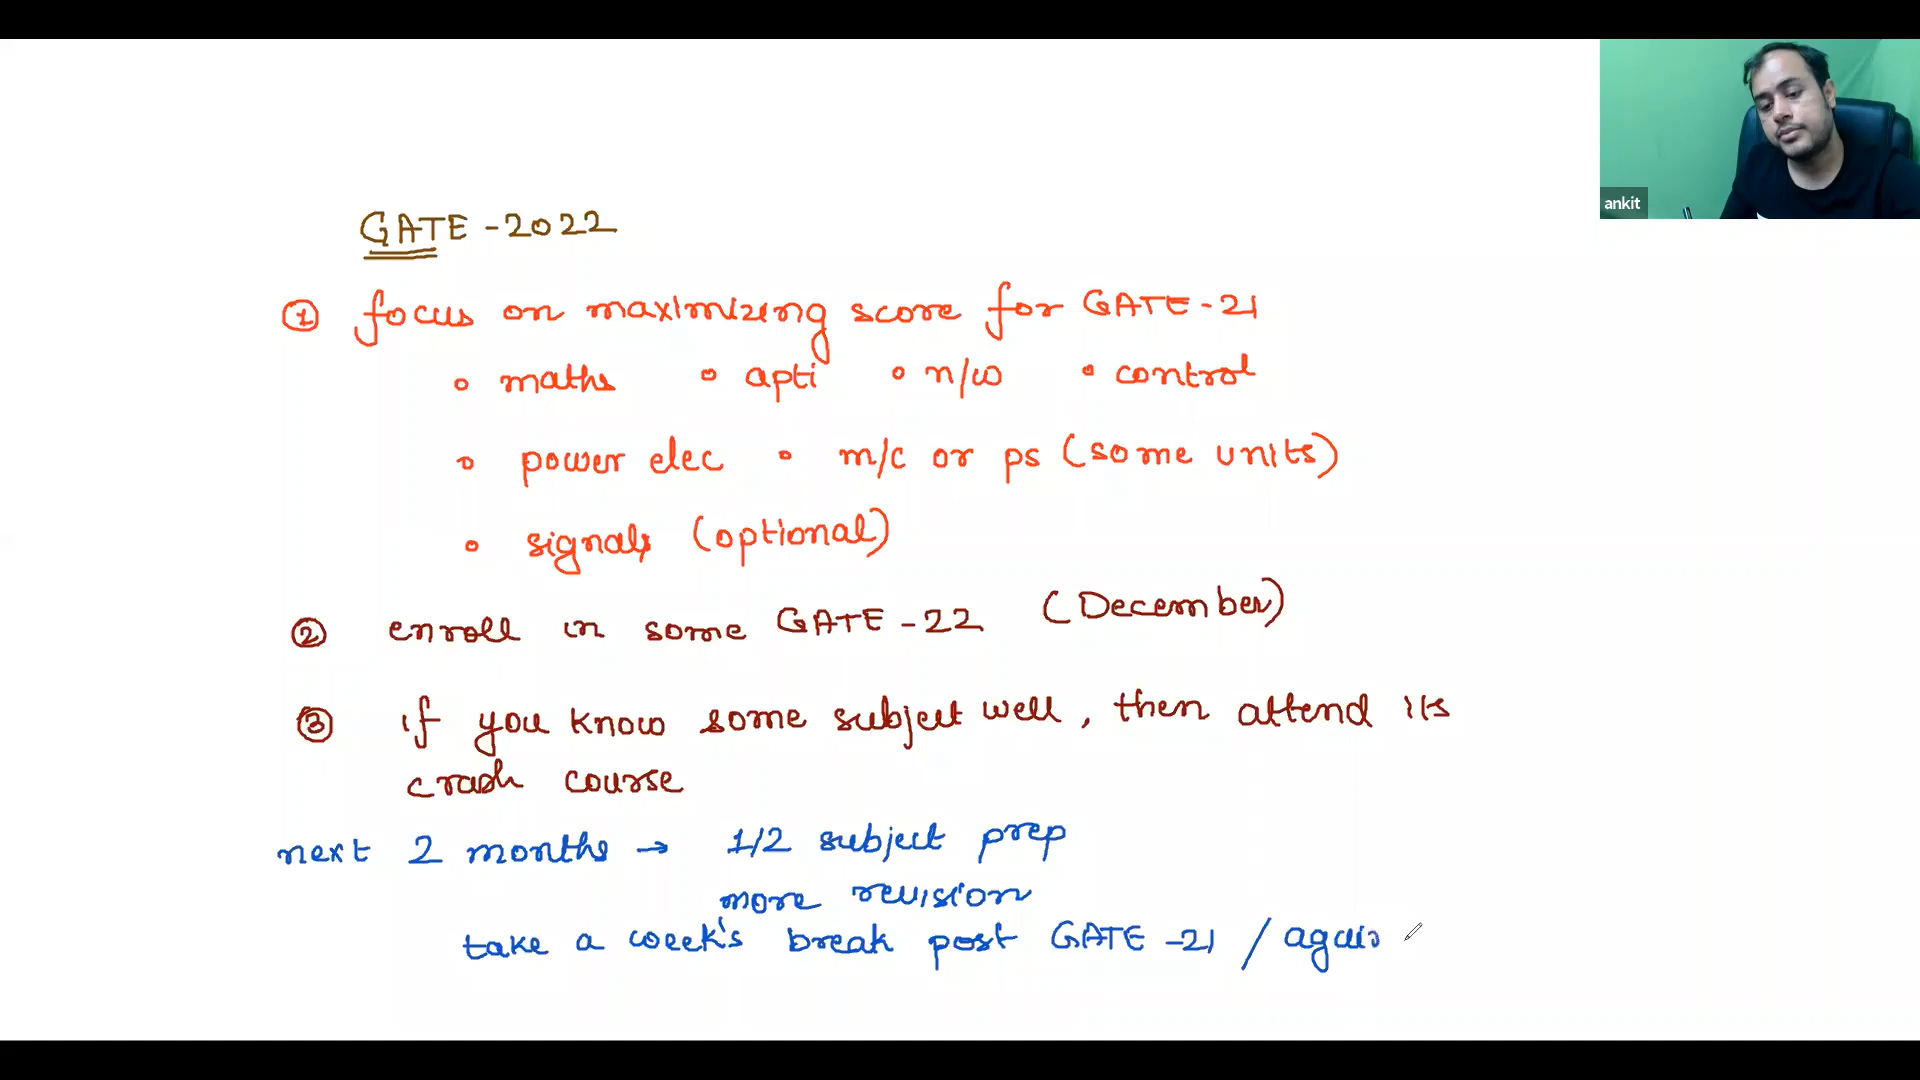 ankit
GATE -2022
① focus on maximizing score for GATE-21
• maths • apti • n/w • control
• power elec • m/c or ps (some units)
• signals (optional)
② enroll in some GATE -22 (December)
③ if you know some subject well, then attend its
crash course
next 2 months → 1/2 subject prep
more revision
take a week's break post GATE -21 / again